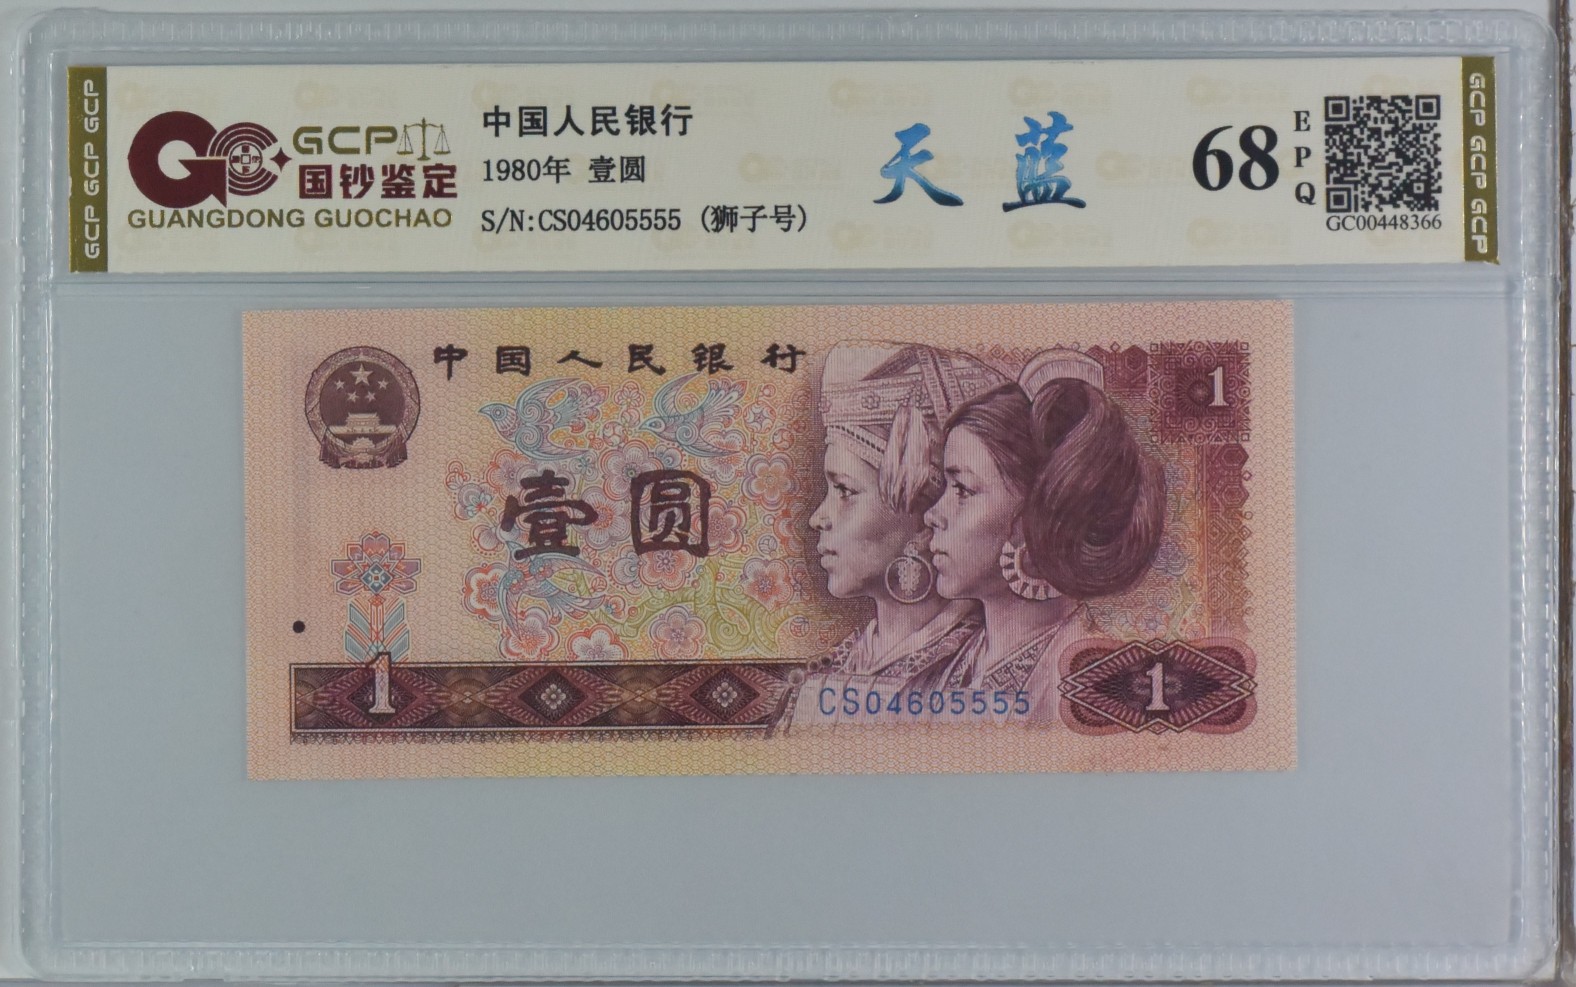 GCP GCP GCP
GCP
国钞鉴定
GUANGDONG GUOCHAO
中国人民银行
1980年 壹圆
S/N:CS04605555 (狮子号)
天蓝
68
EPQ
GC00448366
GCP GCP GCP
中国人民银行
1
壹圆
1
CS04605555
1